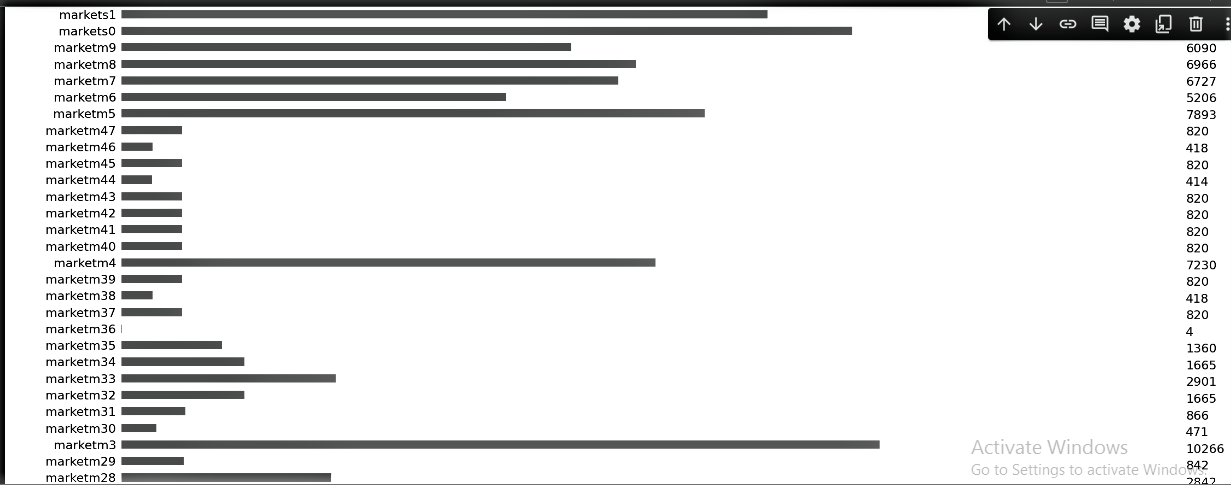 markets1
markets0
marketm9 6090
marketm8 6966
marketm7 6727
marketm6 5206
marketm5 7893
marketm47 820
marketm46 418
marketm45 820
marketm44 414
marketm43 820
marketm42 820
marketm41 820
marketm40 820
marketm4 7230
marketm39 820
marketm38 418
marketm37 820
marketm36 4
marketm35 1360
marketm34 1665
marketm33 2901
marketm32 1665
marketm31 866
marketm30 471
marketm3 10266
Activate Windows
marketm29 842
Go to Settings to activate Windows.
marketm28 2842